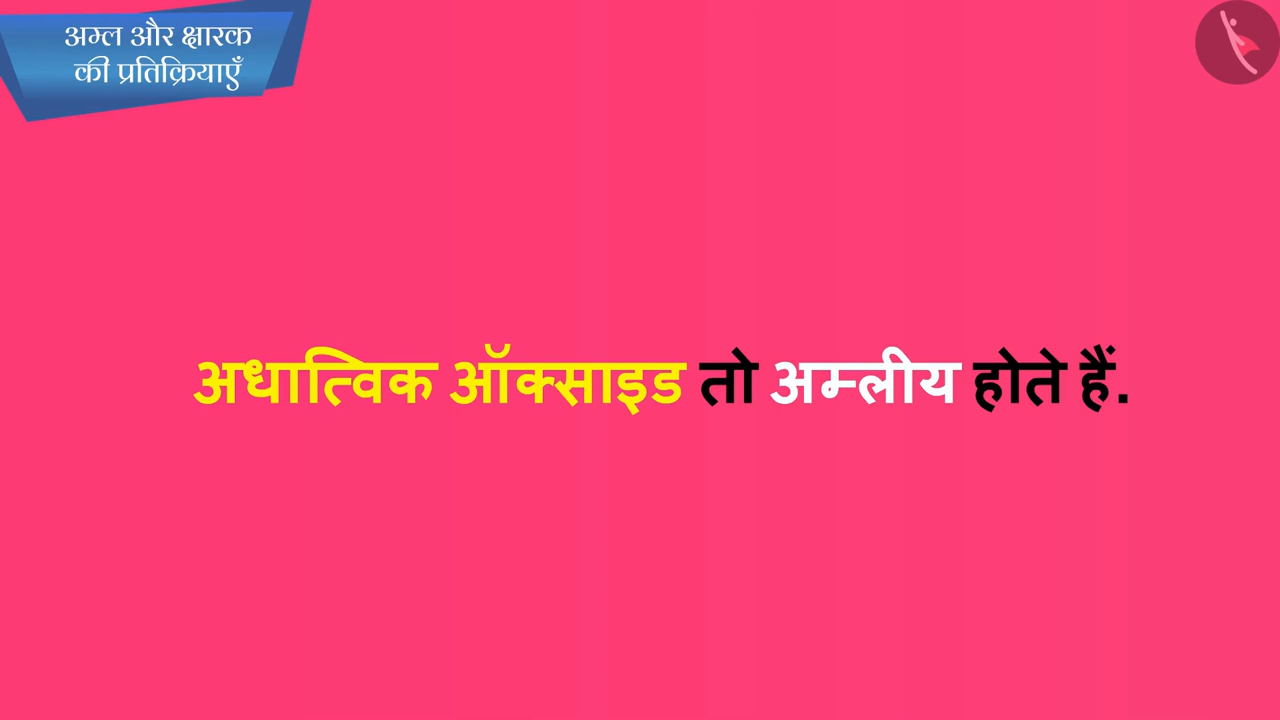 अम्ल और क्षारक
की प्रतिक्रियाएँ
अधात्विक ऑक्साइड तो अम्लीय होते हैं.